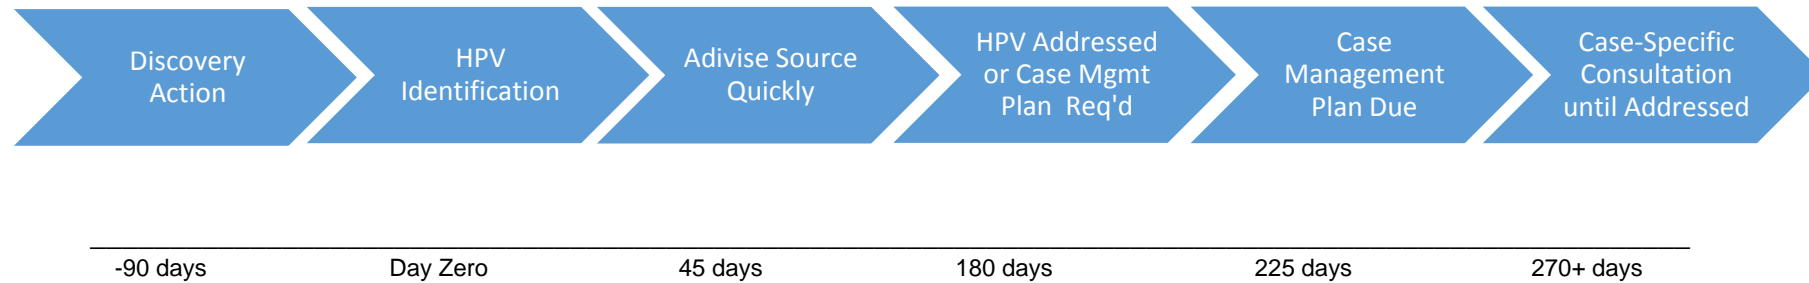 Discovery
Action
HPV
Identification
Adivise Source
Quickly
HPV Addressed
or Case Mgmt
Plan Req'd
Case
Management
Plan Due
Case-Specific
Consultation
until Addressed
-90 days
Day Zero
45 days
180 days
225 days
270+ days